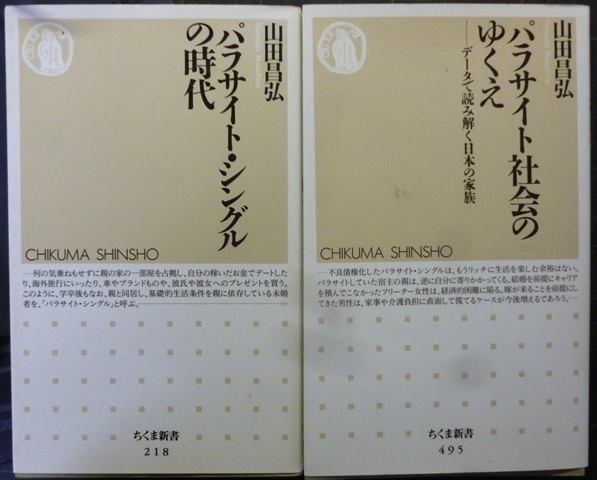 山田昌弘
パラサイト・シングル
の時代
CHIKUMA SHINSHO
―何の気兼ねもせずに親の家の一部屋を占拠し、自分の稼いだお金でデートした
り、海外旅行にいったり、車やブランドものや、彼氏や彼女へのプレゼントを買う。
このように、学卒後もなお、親と同居し、基礎的生活条件を親に依存している未婚
者を、「パラサイト・シングル」と呼ぶ。―
ちくま新書
218
山田昌弘
パラサイト社会の
ゆくえ
―データで読み解く日本の家族
CHIKUMA SHINSHO
―不良債権化したパラサイト・シングルは、もうリッチに生活を楽しむ余裕はない。
パラサイトしていた宿主の親は、逆に自分に寄りかかってくる。結婚を前提にキャリア
を積んでこなかったフリーター女性は、経済的困難に陥る。嫁が来ることを前提にし
てきた男性は、家事や介護負担に直面して慌てるケースが今後増えるであろう。―
ちくま新書
495